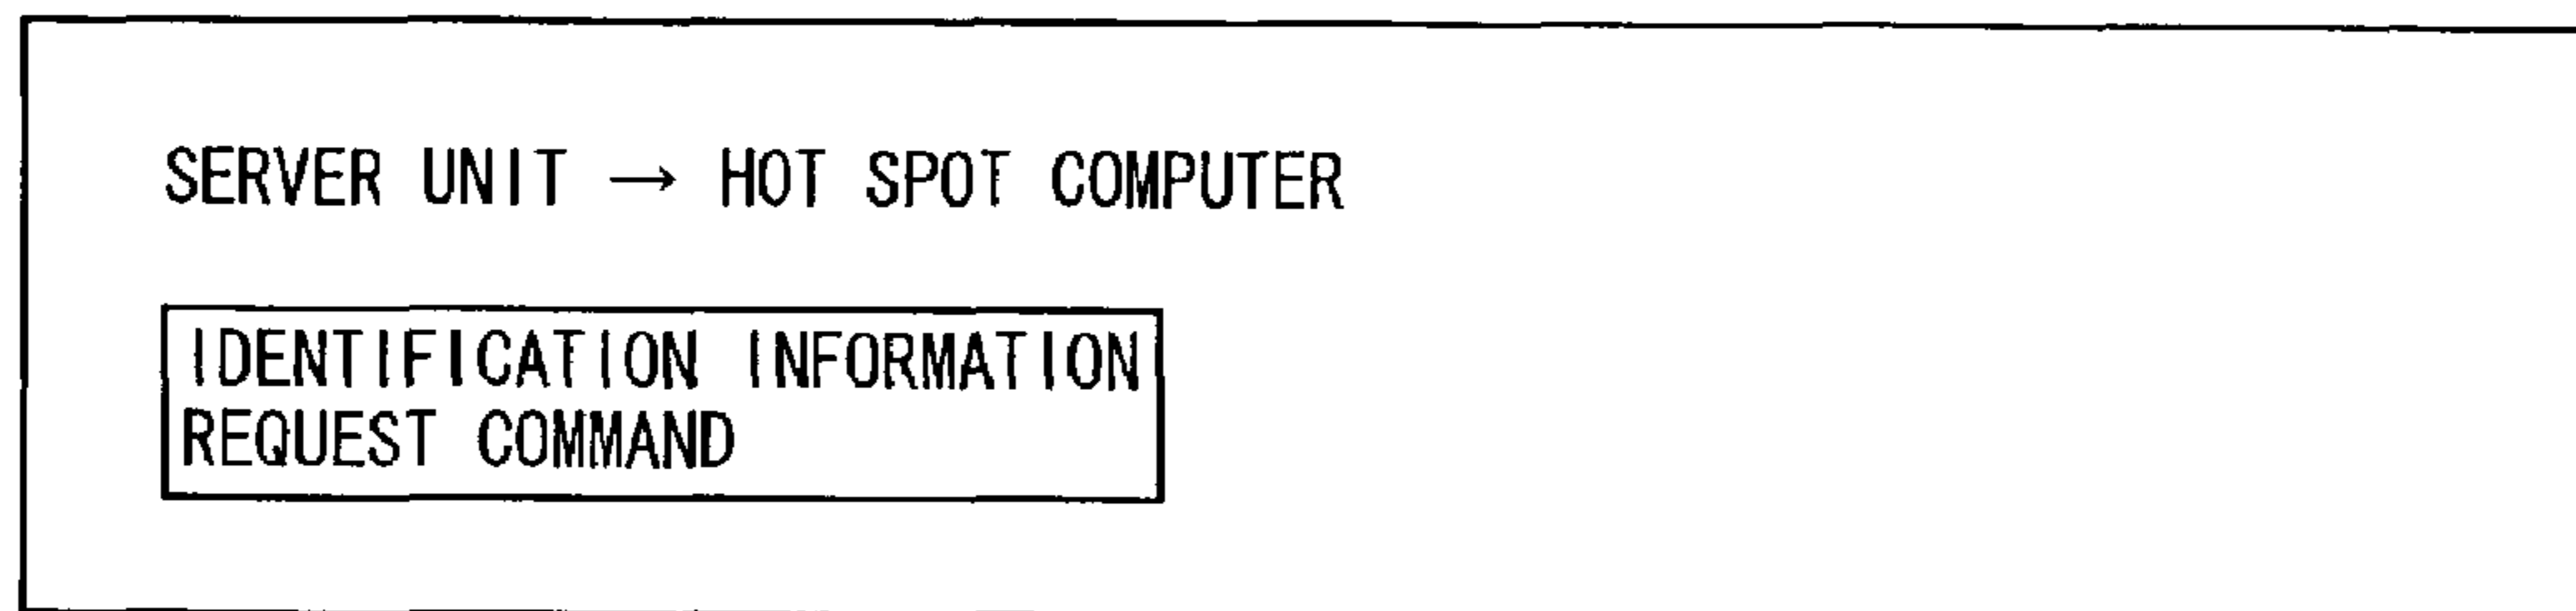 SERVER UNIT → HOT SPOT COMPUTER
IDENTIFICATION INFORMATION
REQUEST COMMAND